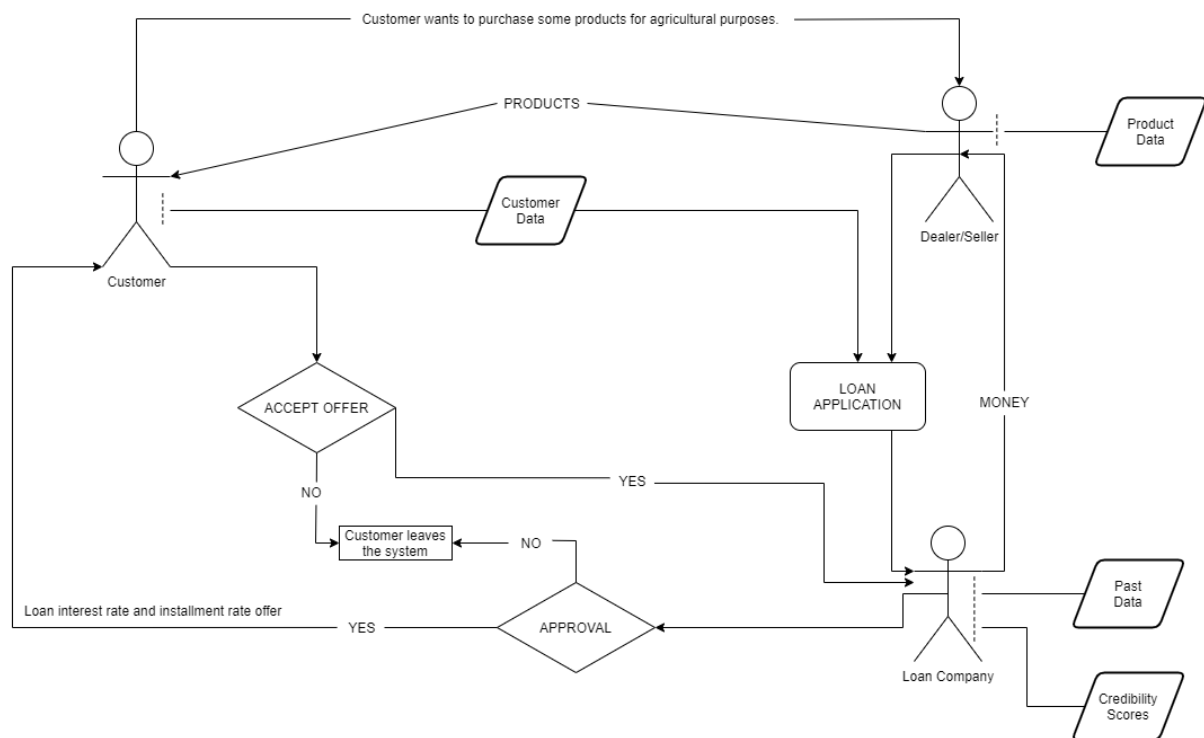 Customer wants to purchase some products for agricultural purposes.
PRODUCTS
Product
Data
Customer
Data
Dealer/Seller
Customer
LOAN
APPLICATION
ACCEPT OFFER
MONEY
YES
NO
Customer leaves
the system
NO
Past
Data
Loan interest rate and installment rate offer
YES
APPROVAL
Loan Company
Credibility
Scores